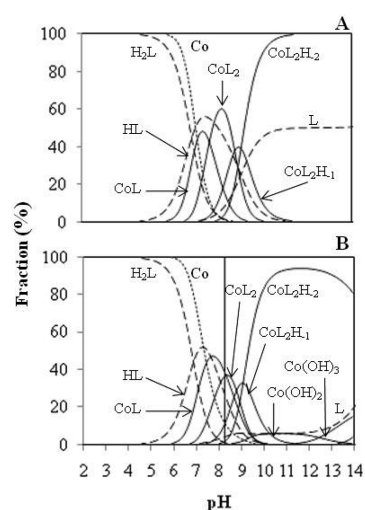 A
H2L
Co
CoL2
CoL2H-2
HL
CoL
L
CoL2H-1
100
80
60
40
20
0
Fraction (%)
B
H2L
Co
CoL2
CoL2H-2
CoL2H-1
HL
CoL
Co(OH)3
Co(OH)2
L
100
80
60
40
20
0
2 3 4 5 6 7 8 9 10 11 12 13 14
pH